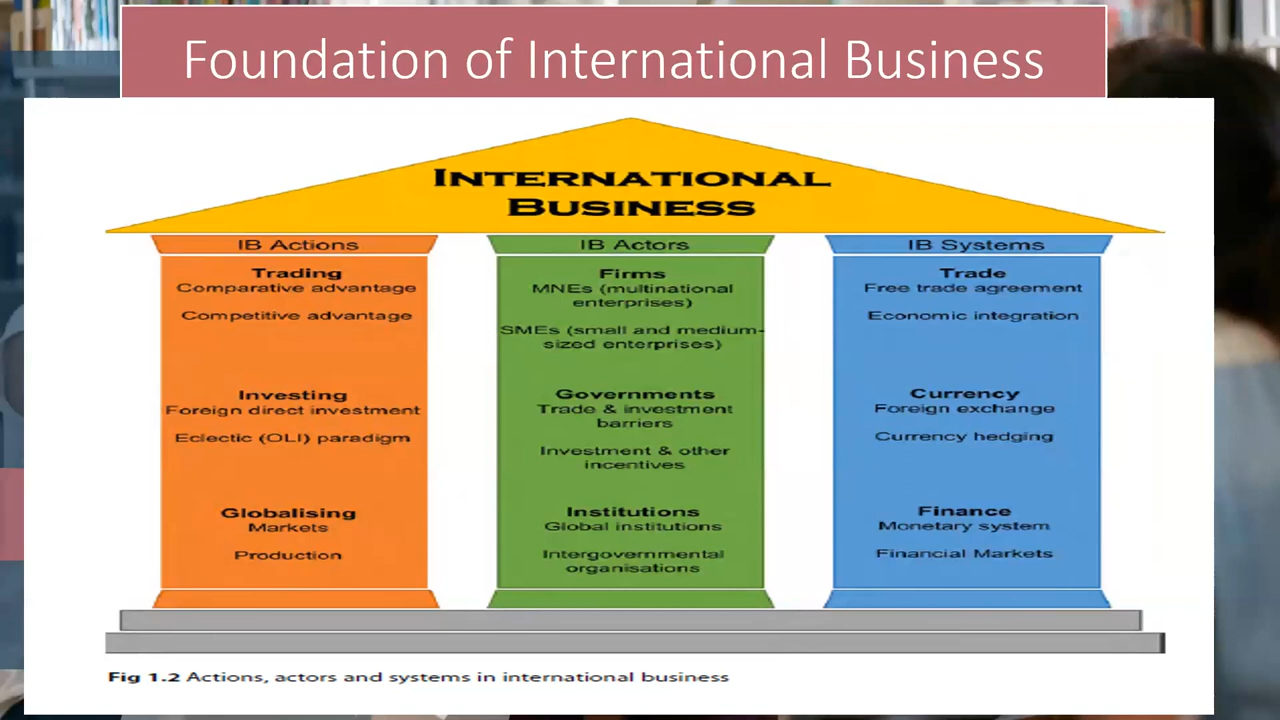 Foundation of International Business
INTERNATIONAL
BUSINESS
IB Actions
Trading
Comparative advantage
Competitive advantage
Investing
Foreign direct investment
Eclectic (OLI) paradigm
Globalising
Markets
Production
IB Actors
Firms
MNEs (multinational
enterprises)
SMEs (small and medium-
sized enterprises)
Governments
Trade & investment
barriers
Investment & other
incentives
Institutions
Global institutions
Intergovernmental
organisations
IB Systems
Trade
Free trade agreement
Economic integration
Currency
Foreign exchange
Currency hedging
Finance
Monetary system
Financial Markets
Fig 1.2 Actions, actors and systems in international business